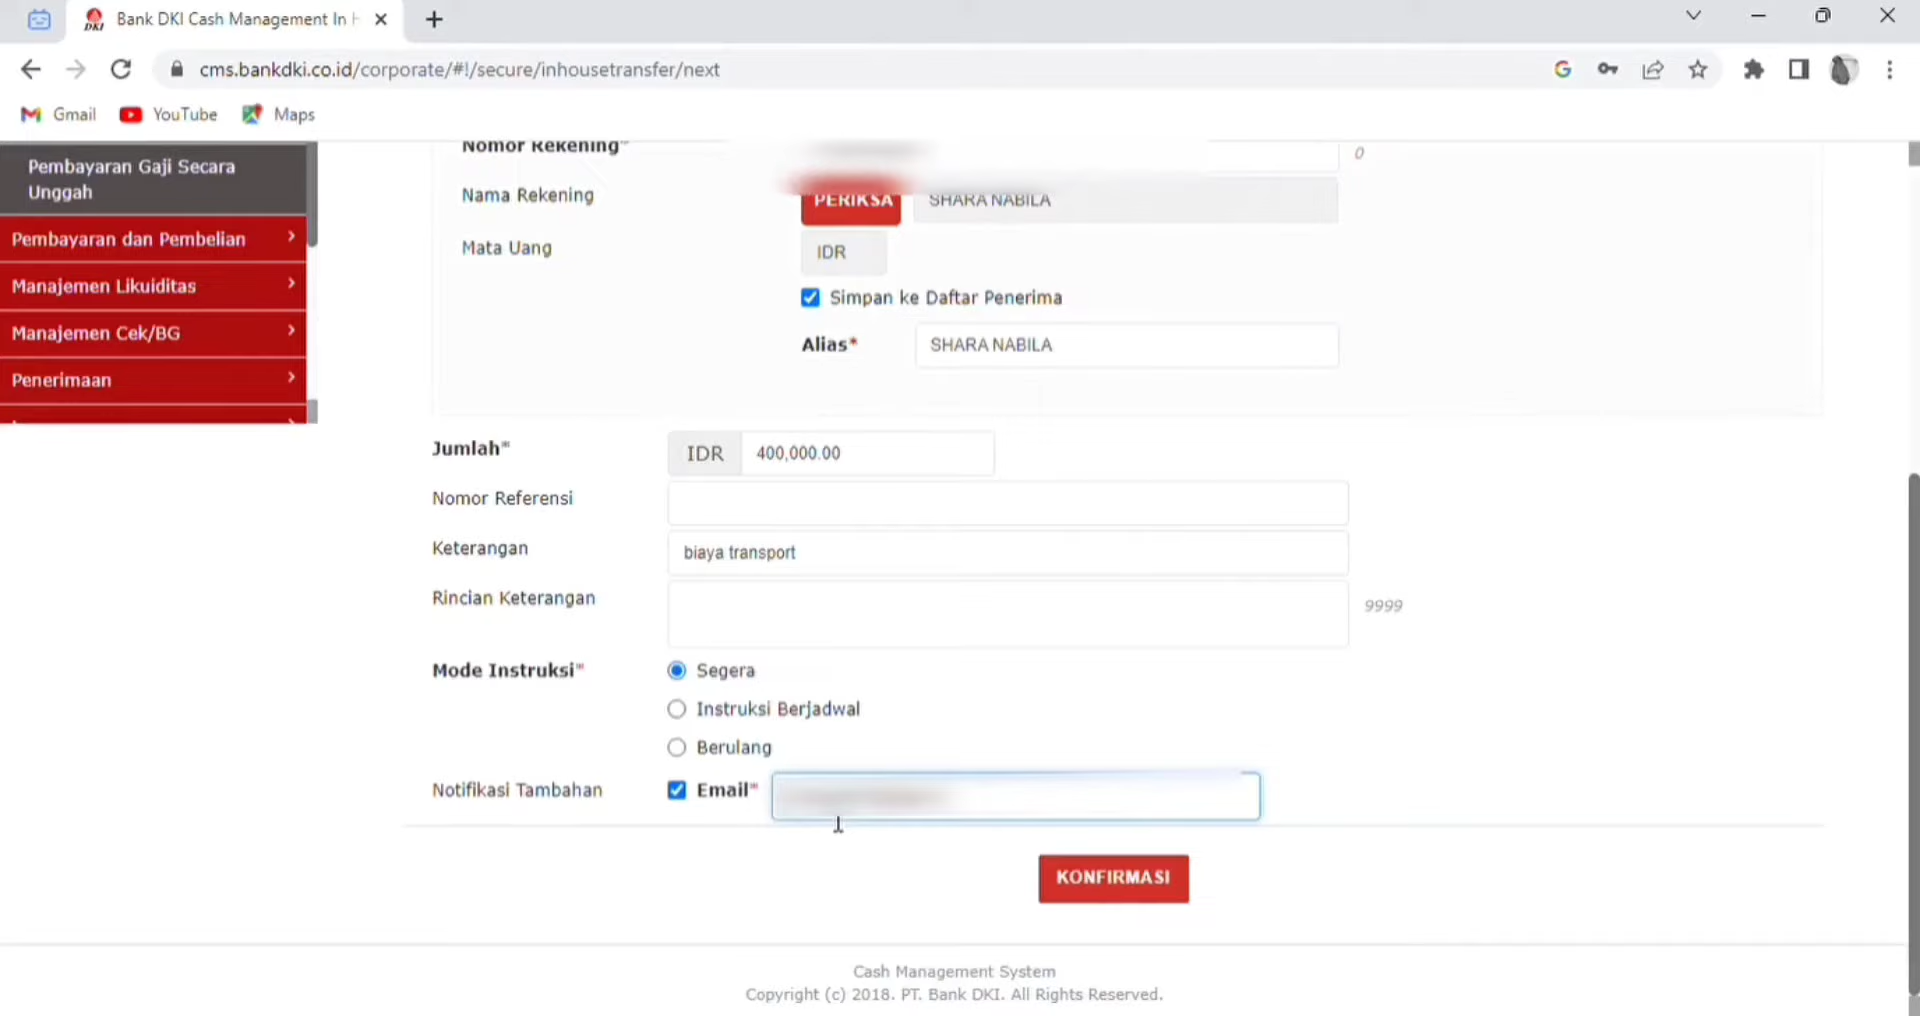 Bank DKI Cash Management In H
cms.bankdki.co.id/corporate/#!/secure/inhousetransfer/next
Gmail YouTube Maps
Pembayaran Gaji Secara
Unggah
Pembayaran dan Pembelian
Manajemen Likuiditas
Manajemen Cek/BG
Penerimaan
Nomor Rekening* 0
Nama Rekening PERIKSA SHARA NABILA
Mata Uang IDR
Simpan ke Daftar Penerima
Alias* SHARA NABILA
Jumlah* IDR 400,000.00
Nomor Referensi
Keterangan biaya transport
Rincian Keterangan 9999
Mode Instruksi* Segera
Instruksi Berjadwal
Berulang
Notifikasi Tambahan Email*
KONFIRMASI
Cash Management System
Copyright (c) 2018. PT. Bank DKI. All Rights Reserved.